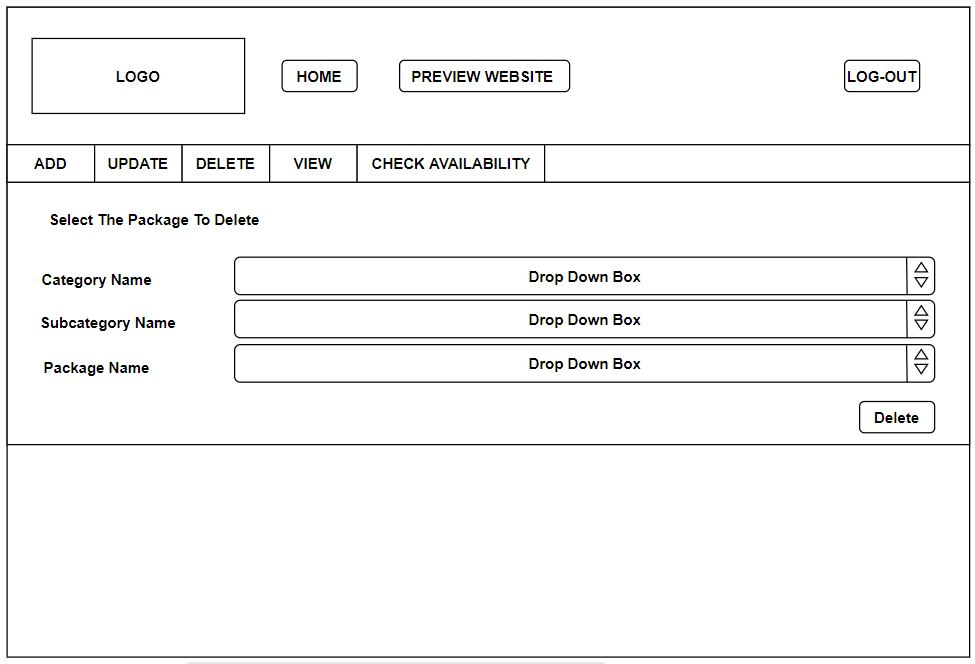 LOGO HOME PREVIEW WEBSITE LOG-OUT
ADD UPDATE DELETE VIEW CHECK AVAILABILITY
Select The Package To Delete
Category Name Drop Down Box
Subcategory Name Drop Down Box
Package Name Drop Down Box
Delete